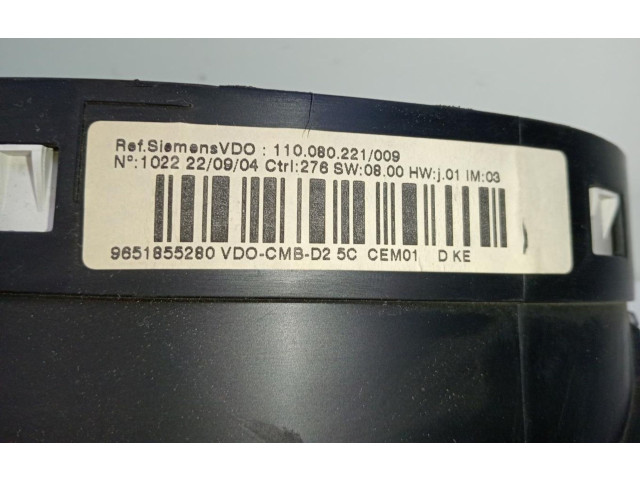 Ref.SiemensVDO : 110.080.221/009
N°:1022 22/09/04 Ctrl:276 SW:08.00 HW:j.01 IM:03
9651855280 VDO-CMB-D2 5C CEM01 D KE